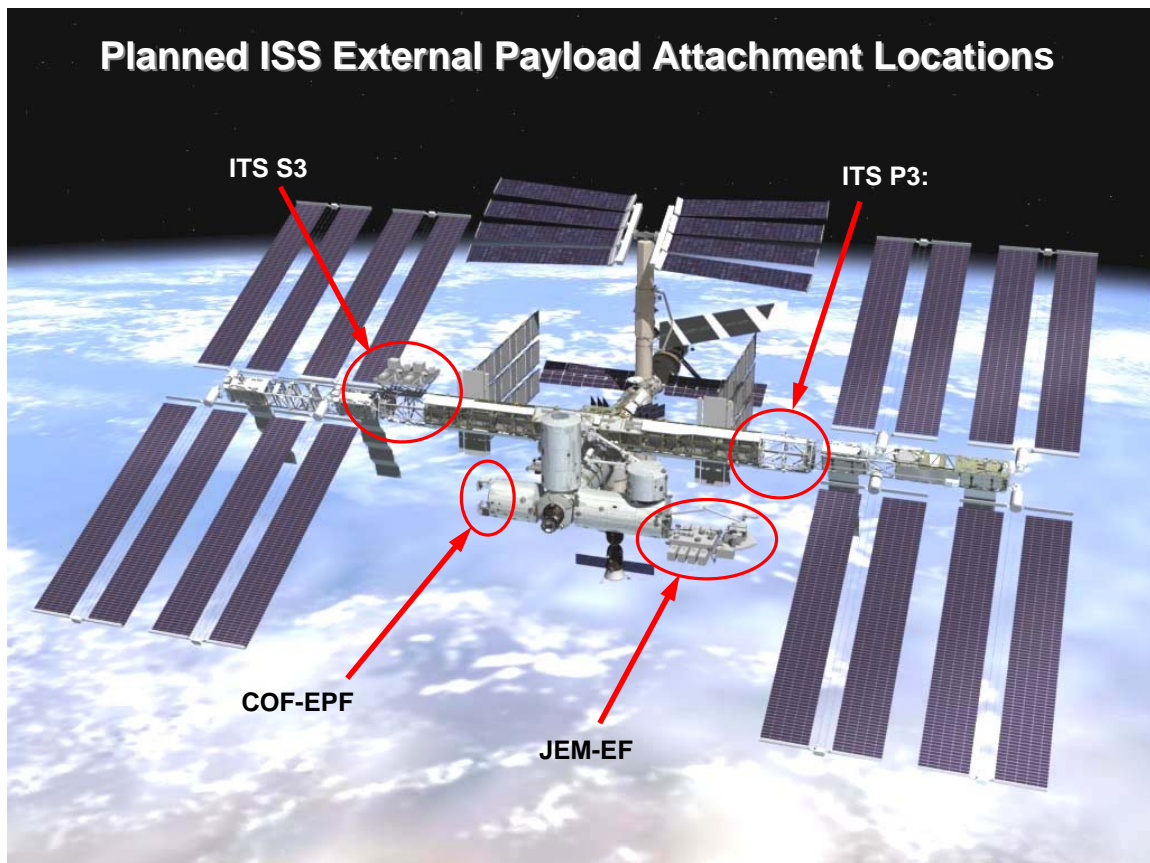 Planned ISS External Payload Attachment Locations
ITS S3
ITS P3:
COF-EPF
JEM-EF